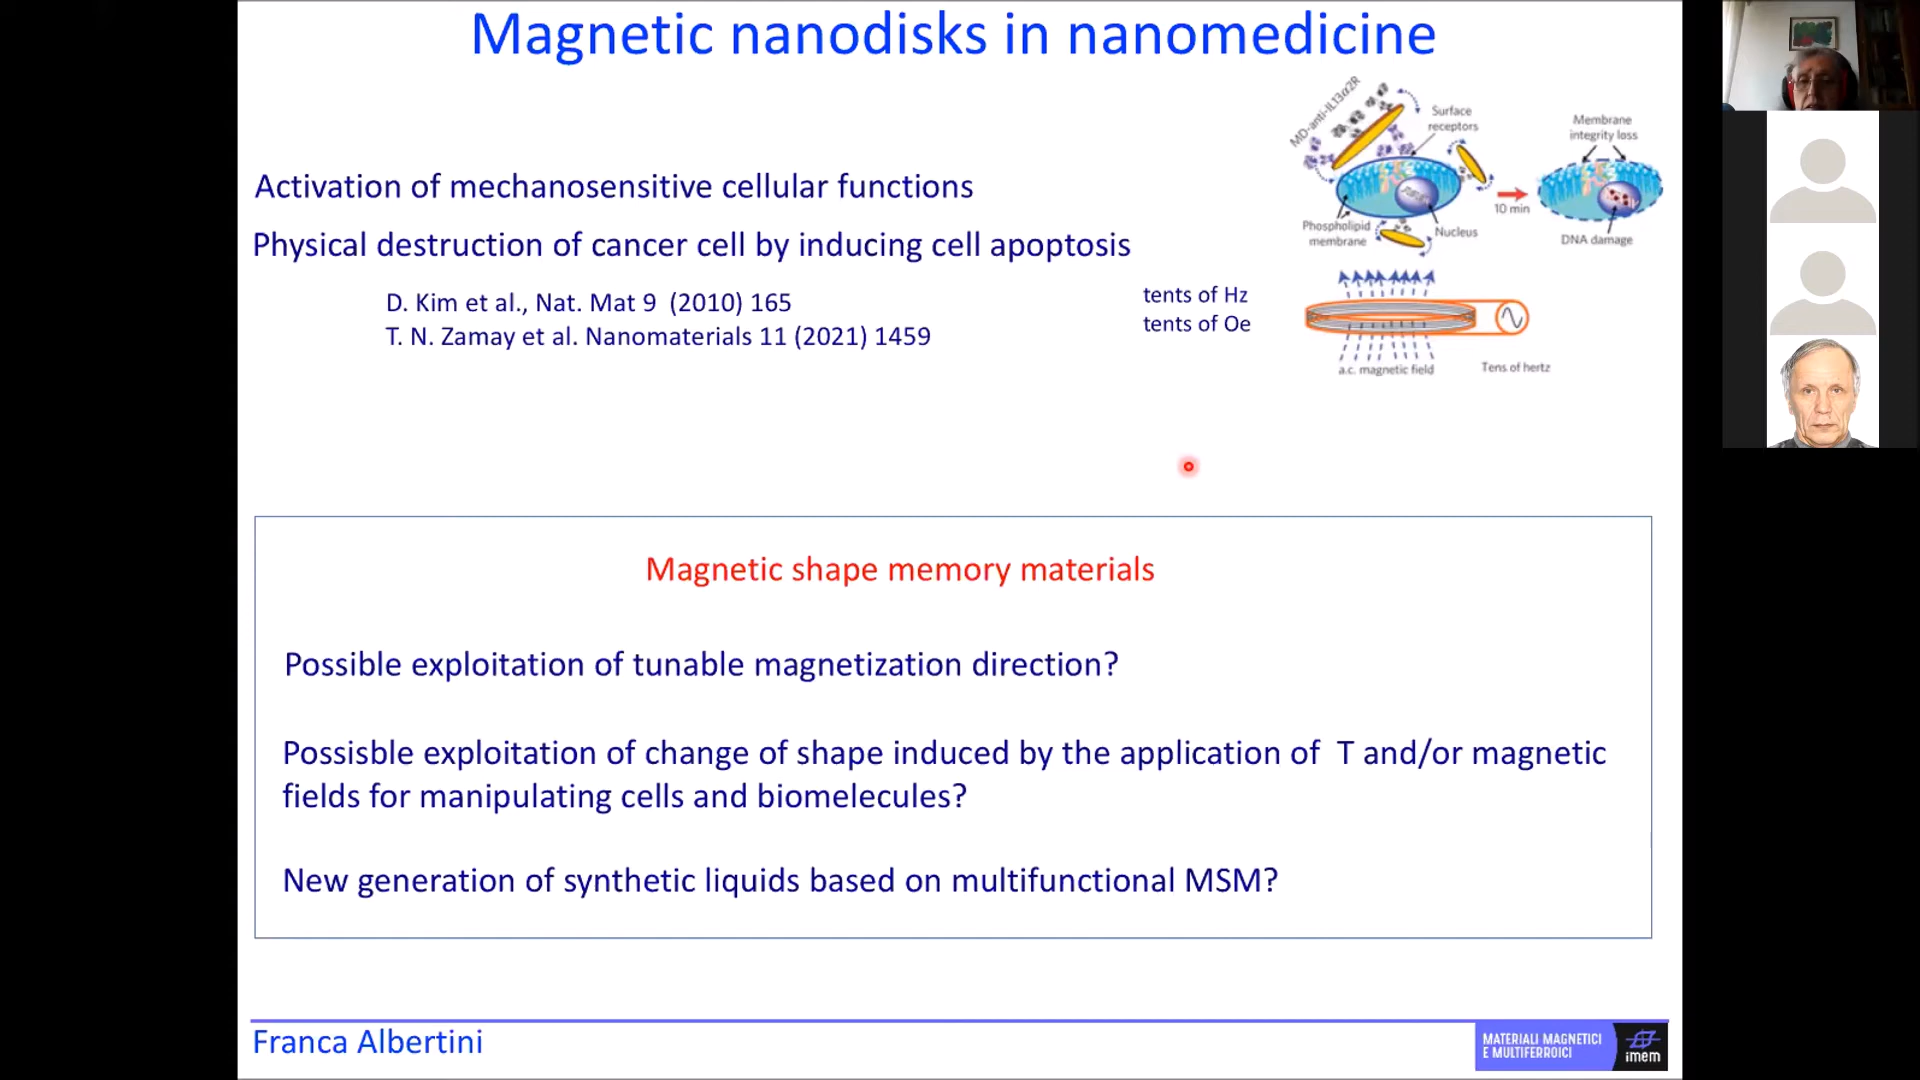 Magnetic nanodisks in nanomedicine
MD-anti-IL13α2R
Surface
receptors
Membrane
integrity loss
Activation of mechanosensitive cellular functions
10 min
Phospholipid
membrane
Nucleus
DNA damage
Physical destruction of cancer cell by inducing cell apoptosis
D. Kim et al., Nat. Mat 9 (2010) 165
T. N. Zamay et al. Nanomaterials 11 (2021) 1459
tents of Hz
tents of Oe
a.c. magnetic field
Tens of hertz
Magnetic shape memory materials
Possible exploitation of tunable magnetization direction?
Possisble exploitation of change of shape induced by the application of T and/or magnetic
fields for manipulating cells and biomelecules?
New generation of synthetic liquids based on multifunctional MSM?
Franca Albertini
MATERIALI MAGNETICI
E MULTIFERROICI
imem